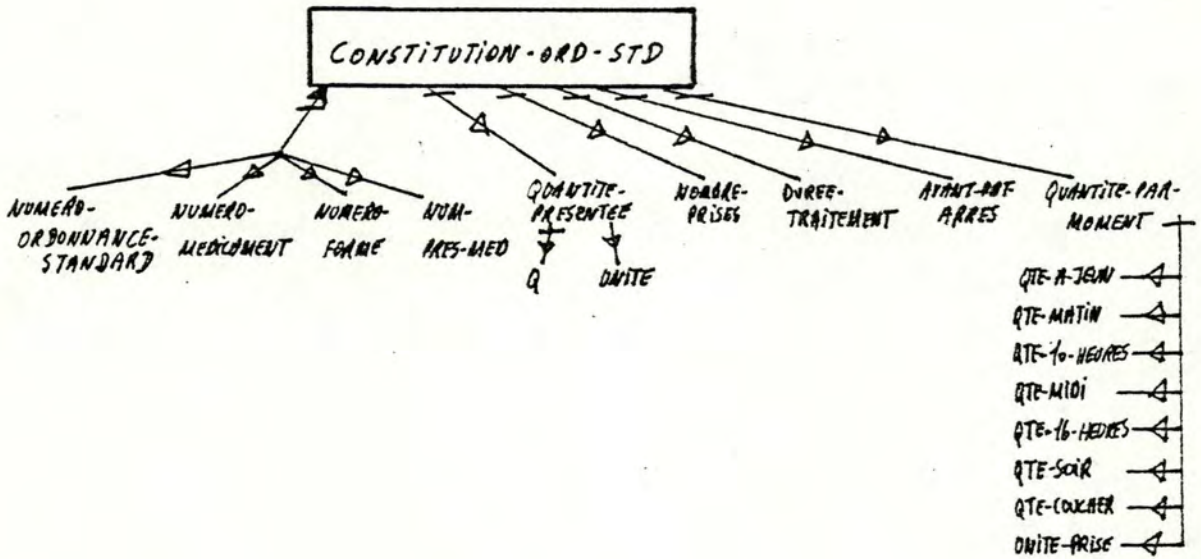 CONSTITUTION-ORD-STD
NUMERO-ORDONNANCE-STANDARD
NUMERO-MEDICAMENT
NUMERO-FORME
NUM-PRES-MED
QUANTITE-PRESENTEE
NOMBRE-PRISES
DUREE-TRAITEMENT
AVANT-APRES
QUANTITE-PAR-MOMENT
Q
UNITE
QTE-A-JEUN
QTE-MATIN
QTE-10-HEURES
QTE-MIDI
QTE-16-HEURES
QTE-SOIR
QTE-COUCHER
UNITE-PRISE